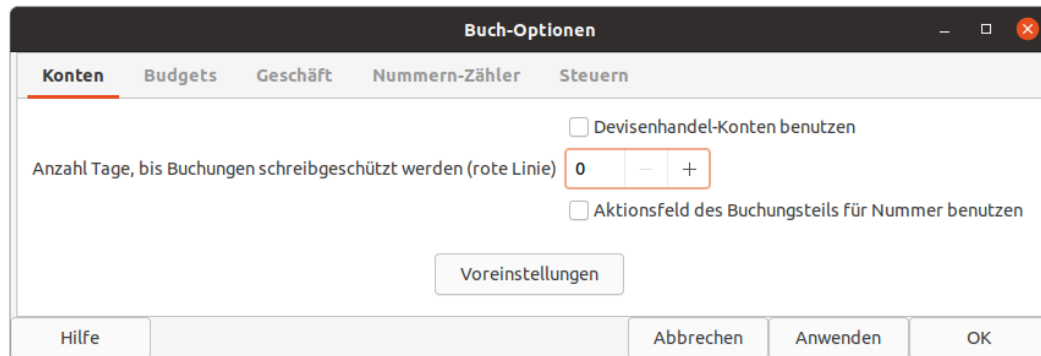 Buch-Optionen
Konten Budgets Geschäft Nummern-Zähler Steuern
Devisenhandel-Konten benutzen
Anzahl Tage, bis Buchungen schreibgeschützt werden (rote Linie) 0 − +
Aktionsfeld des Buchungsteils für Nummer benutzen
Voreinstellungen
Hilfe Abbrechen Anwenden OK